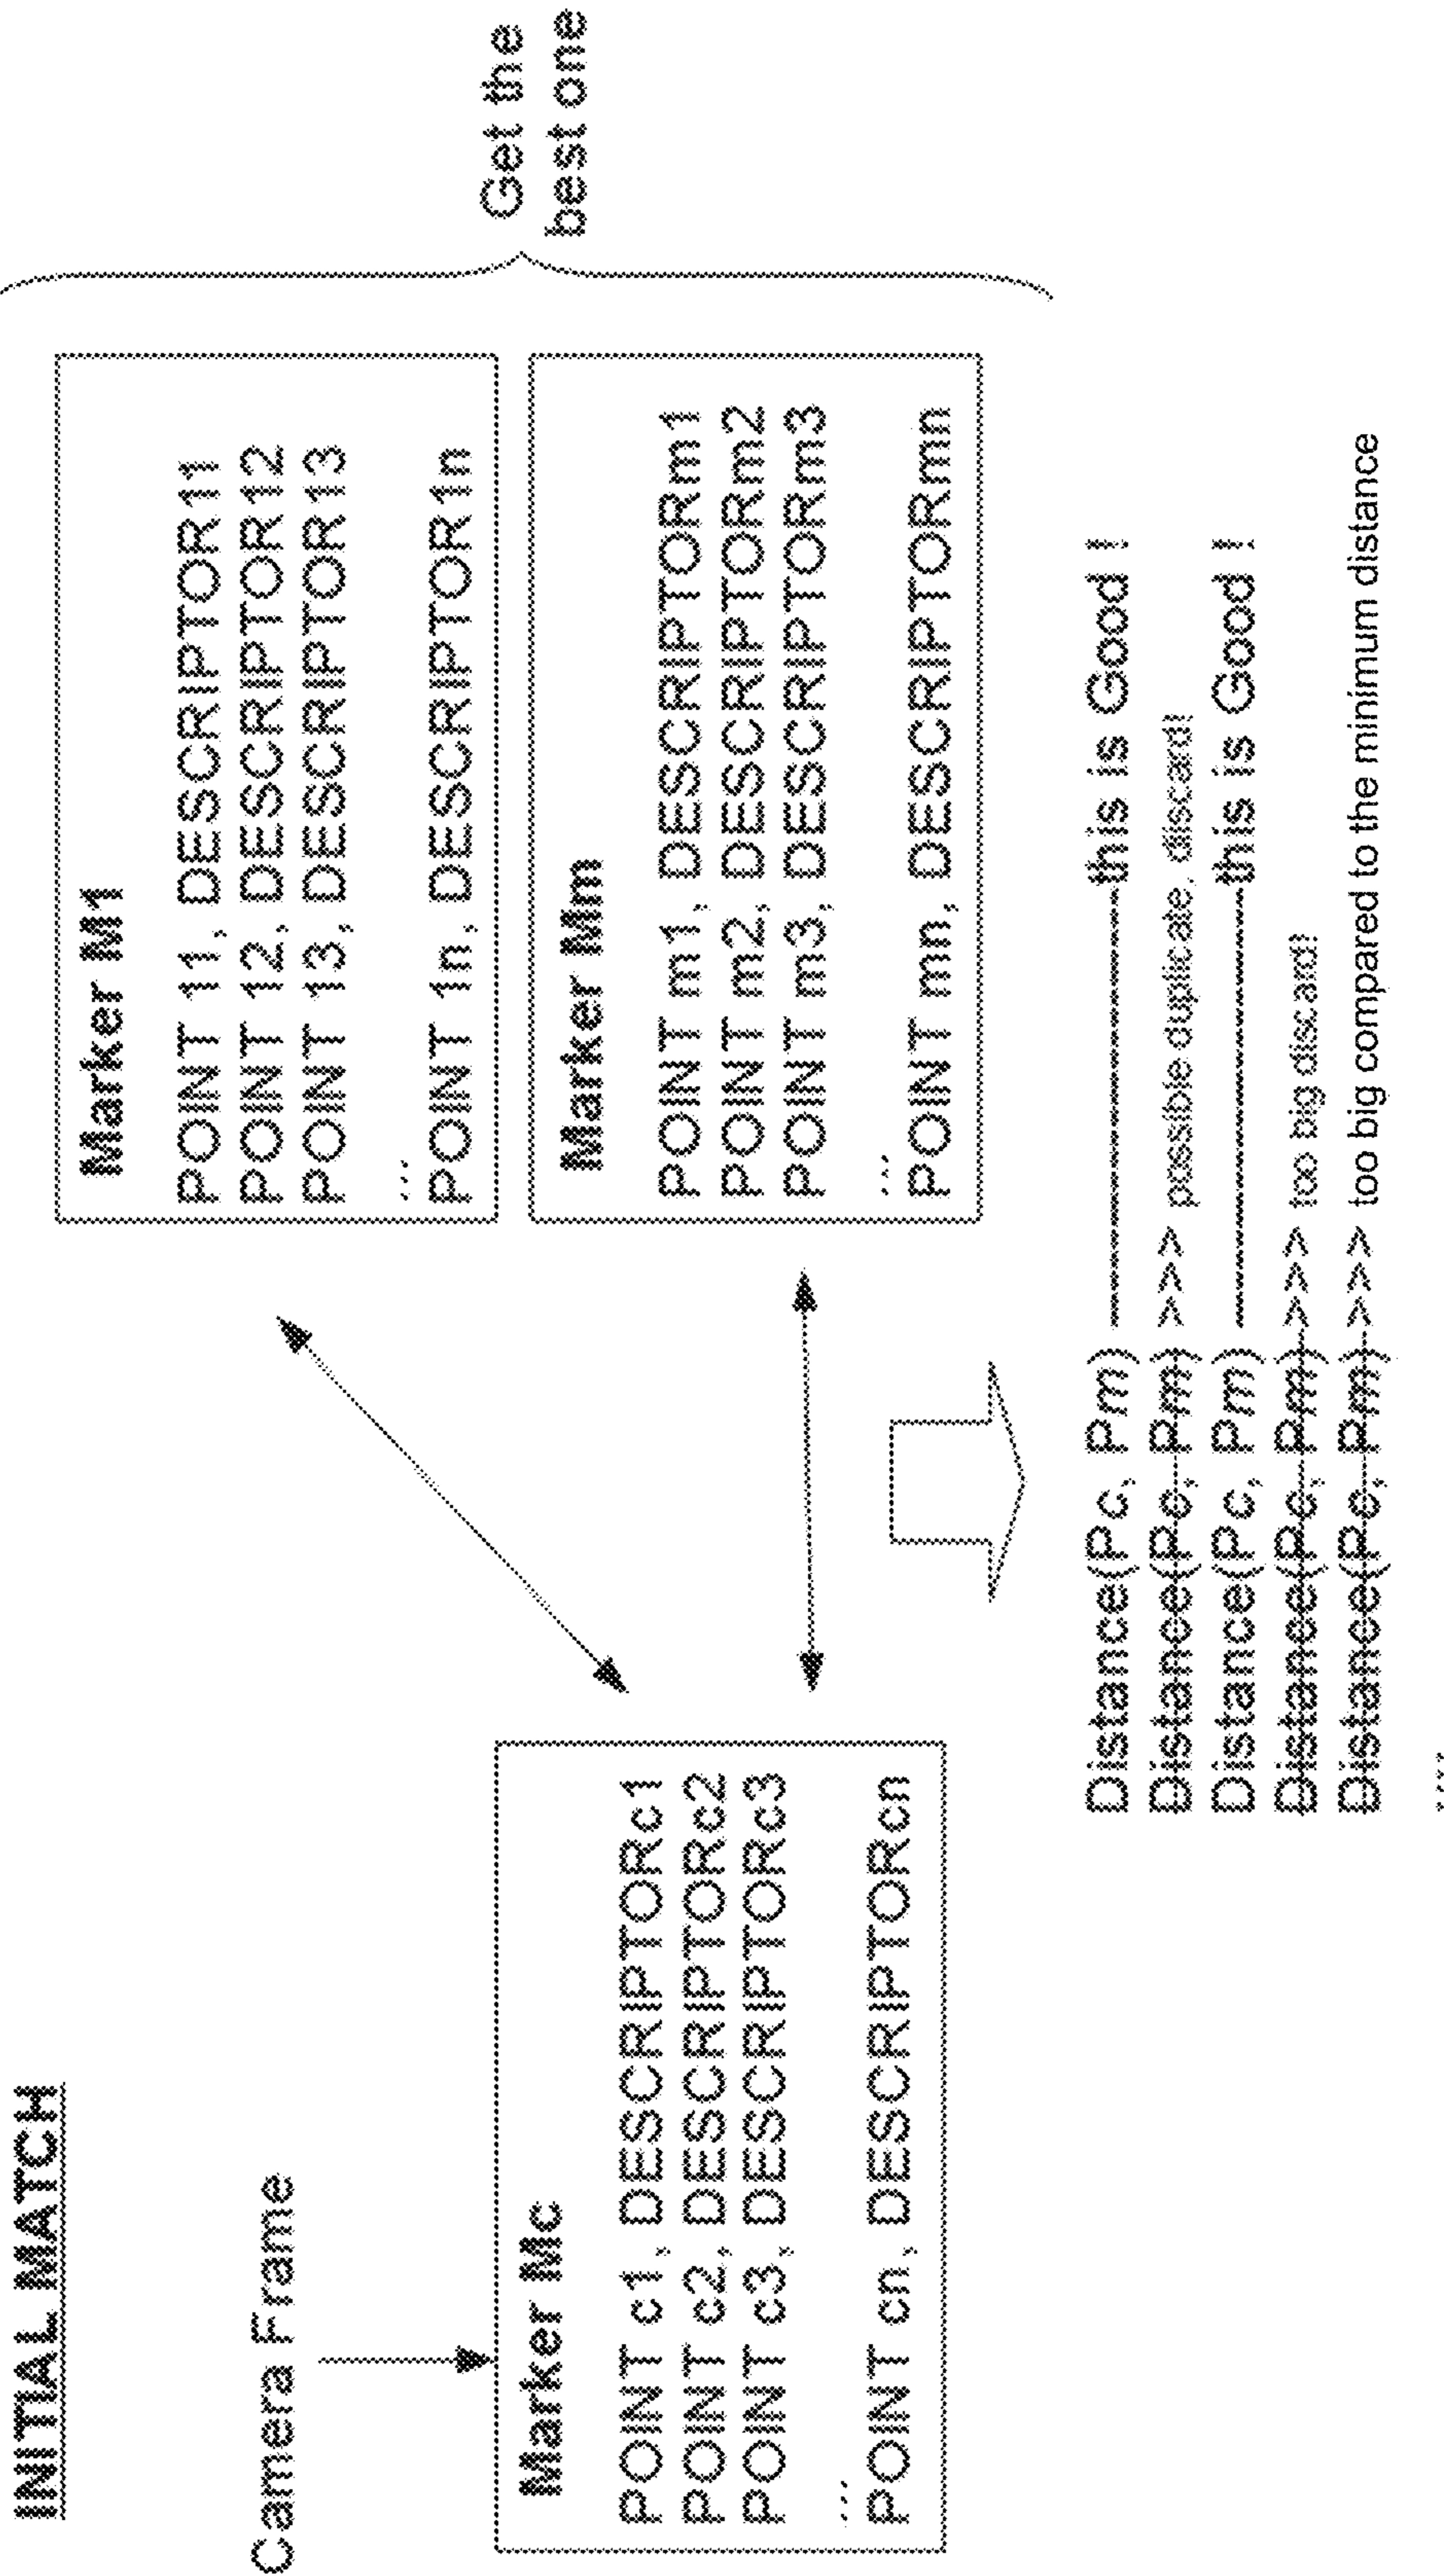 INITIAL MATCH
Camera Frame
Marker Mc
POINT c1, DESCRIPTORc1
POINT c2, DESCRIPTORc2
POINT c3, DESCRIPTORc3
...
POINT cn, DESCRIPTORcn
Marker M1
POINT 11, DESCRIPTOR11
POINT 12, DESCRIPTOR12
POINT 13, DESCRIPTOR13
...
POINT 1n, DESCRIPTOR1n
Marker Mm
POINT m1, DESCRIPTORm1
POINT m2, DESCRIPTORm2
POINT m3, DESCRIPTORm3
...
POINT mn, DESCRIPTORmn
Get the
best one
Distance(Pc, Pm) this is Good !
Distance(Pc, Pm) >>> possible duplicate, discard!
Distance(Pc, Pm) this is Good !
Distance(Pc, Pm) >>> too big discard!
Distance(Pc, Pm) >>> too big compared to the minimum distance
....